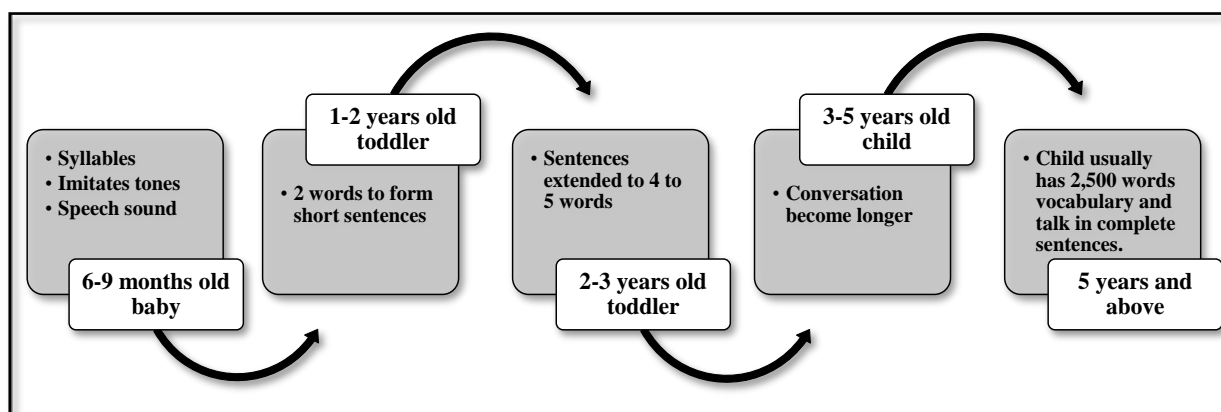 • Syllables
• Imitates tones
• Speech sound
6-9 months old
baby
1-2 years old
toddler
• 2 words to form
short sentences
• Sentences
extended to 4 to
5 words
2-3 years old
toddler
3-5 years old
child
• Conversation
become longer
• Child usually
has 2,500 words
vocabulary and
talk in complete
sentences.
5 years and
above